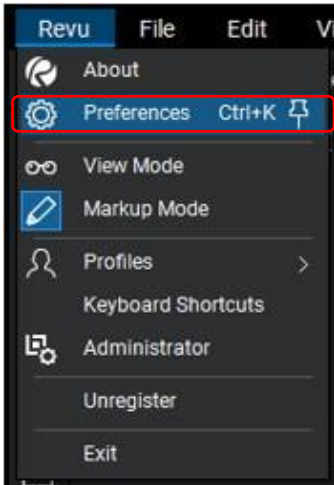 Revu File Edit
About
Preferences Ctrl+K
View Mode
Markup Mode
Profiles
Keyboard Shortcuts
Administrator
Unregister
Exit